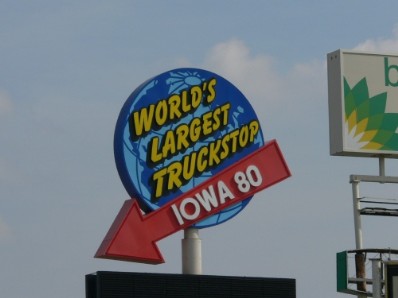 WORLD'S
LARGEST
TRUCKSTOP
IOWA 80
b